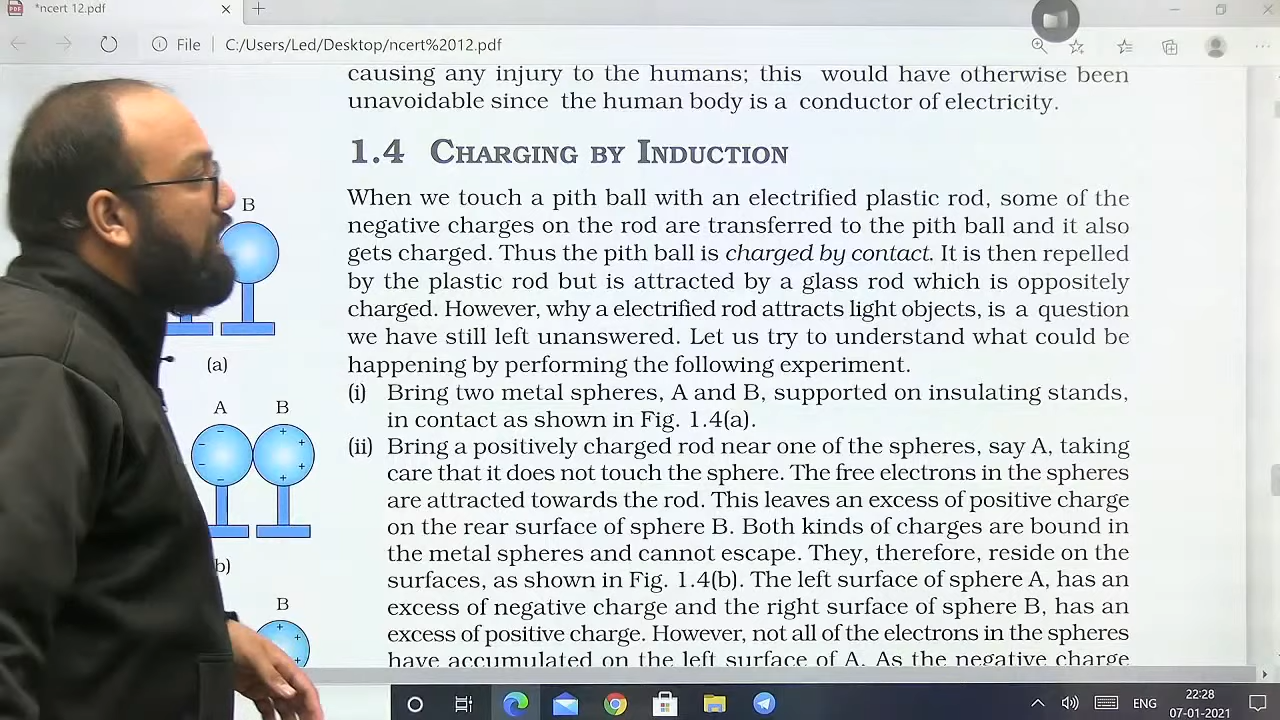 *ncert 12.pdf
File
C:/Users/Led/Desktop/ncert%2012.pdf
causing any injury to the humans; this would have otherwise been
unavoidable since the human body is a conductor of electricity.
1.4 CHARGING BY INDUCTION
When we touch a pith ball with an electrified plastic rod, some of the
negative charges on the rod are transferred to the pith ball and it also
gets charged. Thus the pith ball is charged by contact. It is then repelled
by the plastic rod but is attracted by a glass rod which is oppositely
charged. However, why a electrified rod attracts light objects, is a question
we have still left unanswered. Let us try to understand what could be
happening by performing the following experiment.
(i) Bring two metal spheres, A and B, supported on insulating stands,
in contact as shown in Fig. 1.4(a).
(ii) Bring a positively charged rod near one of the spheres, say A, taking
care that it does not touch the sphere. The free electrons in the spheres
are attracted towards the rod. This leaves an excess of positive charge
on the rear surface of sphere B. Both kinds of charges are bound in
the metal spheres and cannot escape. They, therefore, reside on the
surfaces, as shown in Fig. 1.4(b). The left surface of sphere A, has an
excess of negative charge and the right surface of sphere B, has an
excess of positive charge. However, not all of the electrons in the spheres
have accumulated on the left surface of A. As the negative charge
B
(a)
A B
b)
B
ENG
22:28
07-01-2021